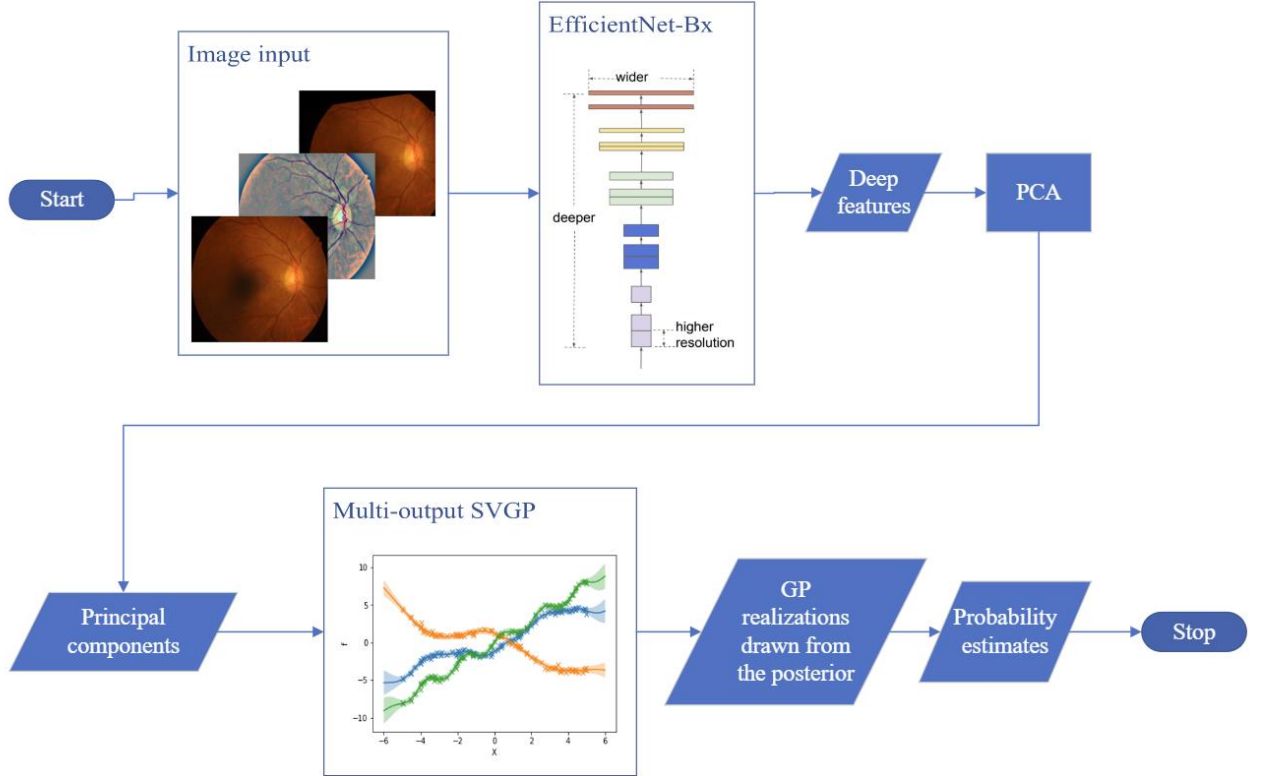 Start
Image input
EfficientNet-Bx
wider
deeper
higher
resolution
Deep
features
PCA
Principal
components
Multi-output SVGP
10
5
0
−5
−10
f
−6
−4
−2
0
2
4
6
X
GP
realizations
drawn from
the posterior
Probability
estimates
Stop